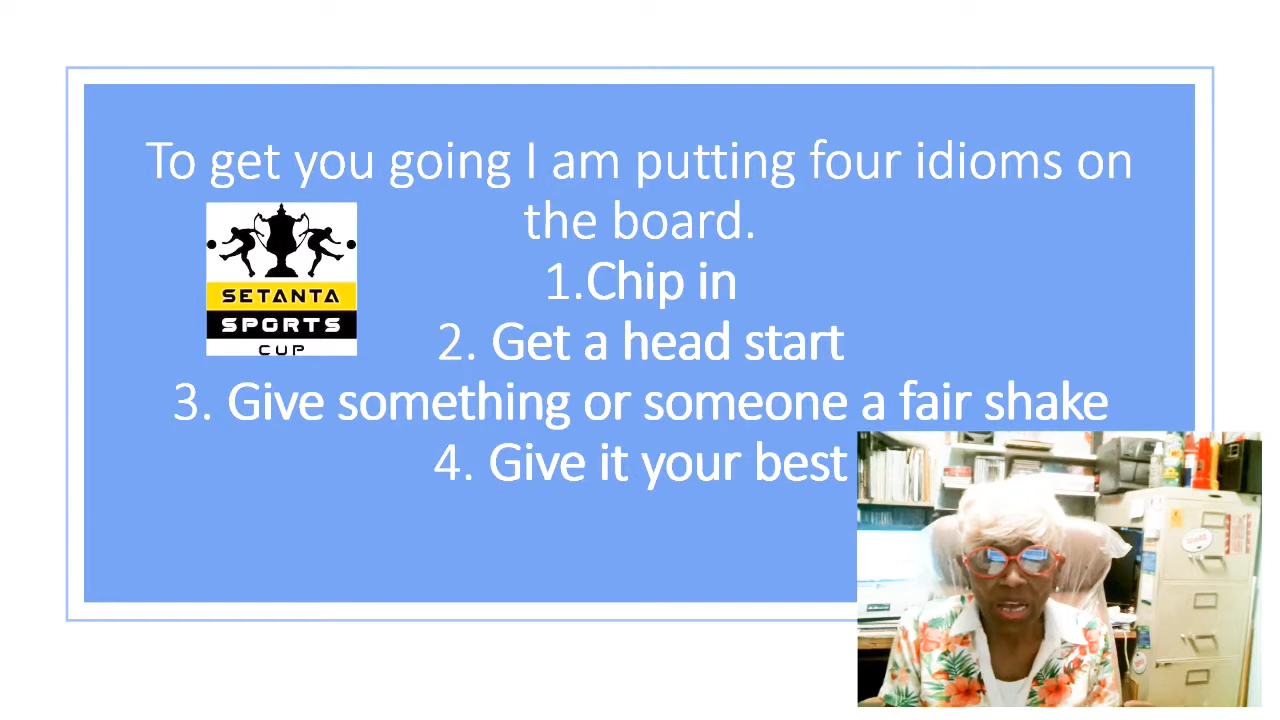 To get you going I am putting four idioms on
the board.
1.Chip in
2. Get a head start
3. Give something or someone a fair shake
4. Give it your best
SETANTA
SPORTS
CUP